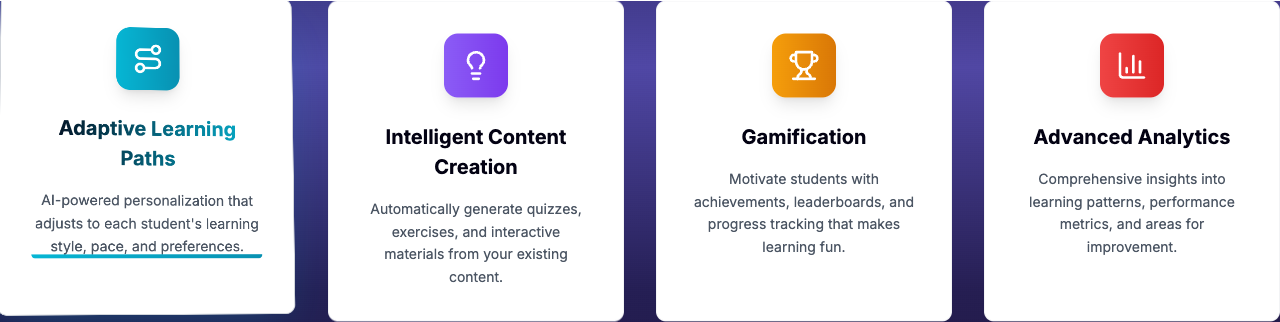 Adaptive Learning
Paths
AI-powered personalization that
adjusts to each student's learning
style, pace, and preferences.
Intelligent Content
Creation
Automatically generate quizzes,
exercises, and interactive
materials from your existing
content.
Gamification
Motivate students with
achievements, leaderboards, and
progress tracking that makes
learning fun.
Advanced Analytics
Comprehensive insights into
learning patterns, performance
metrics, and areas for
improvement.